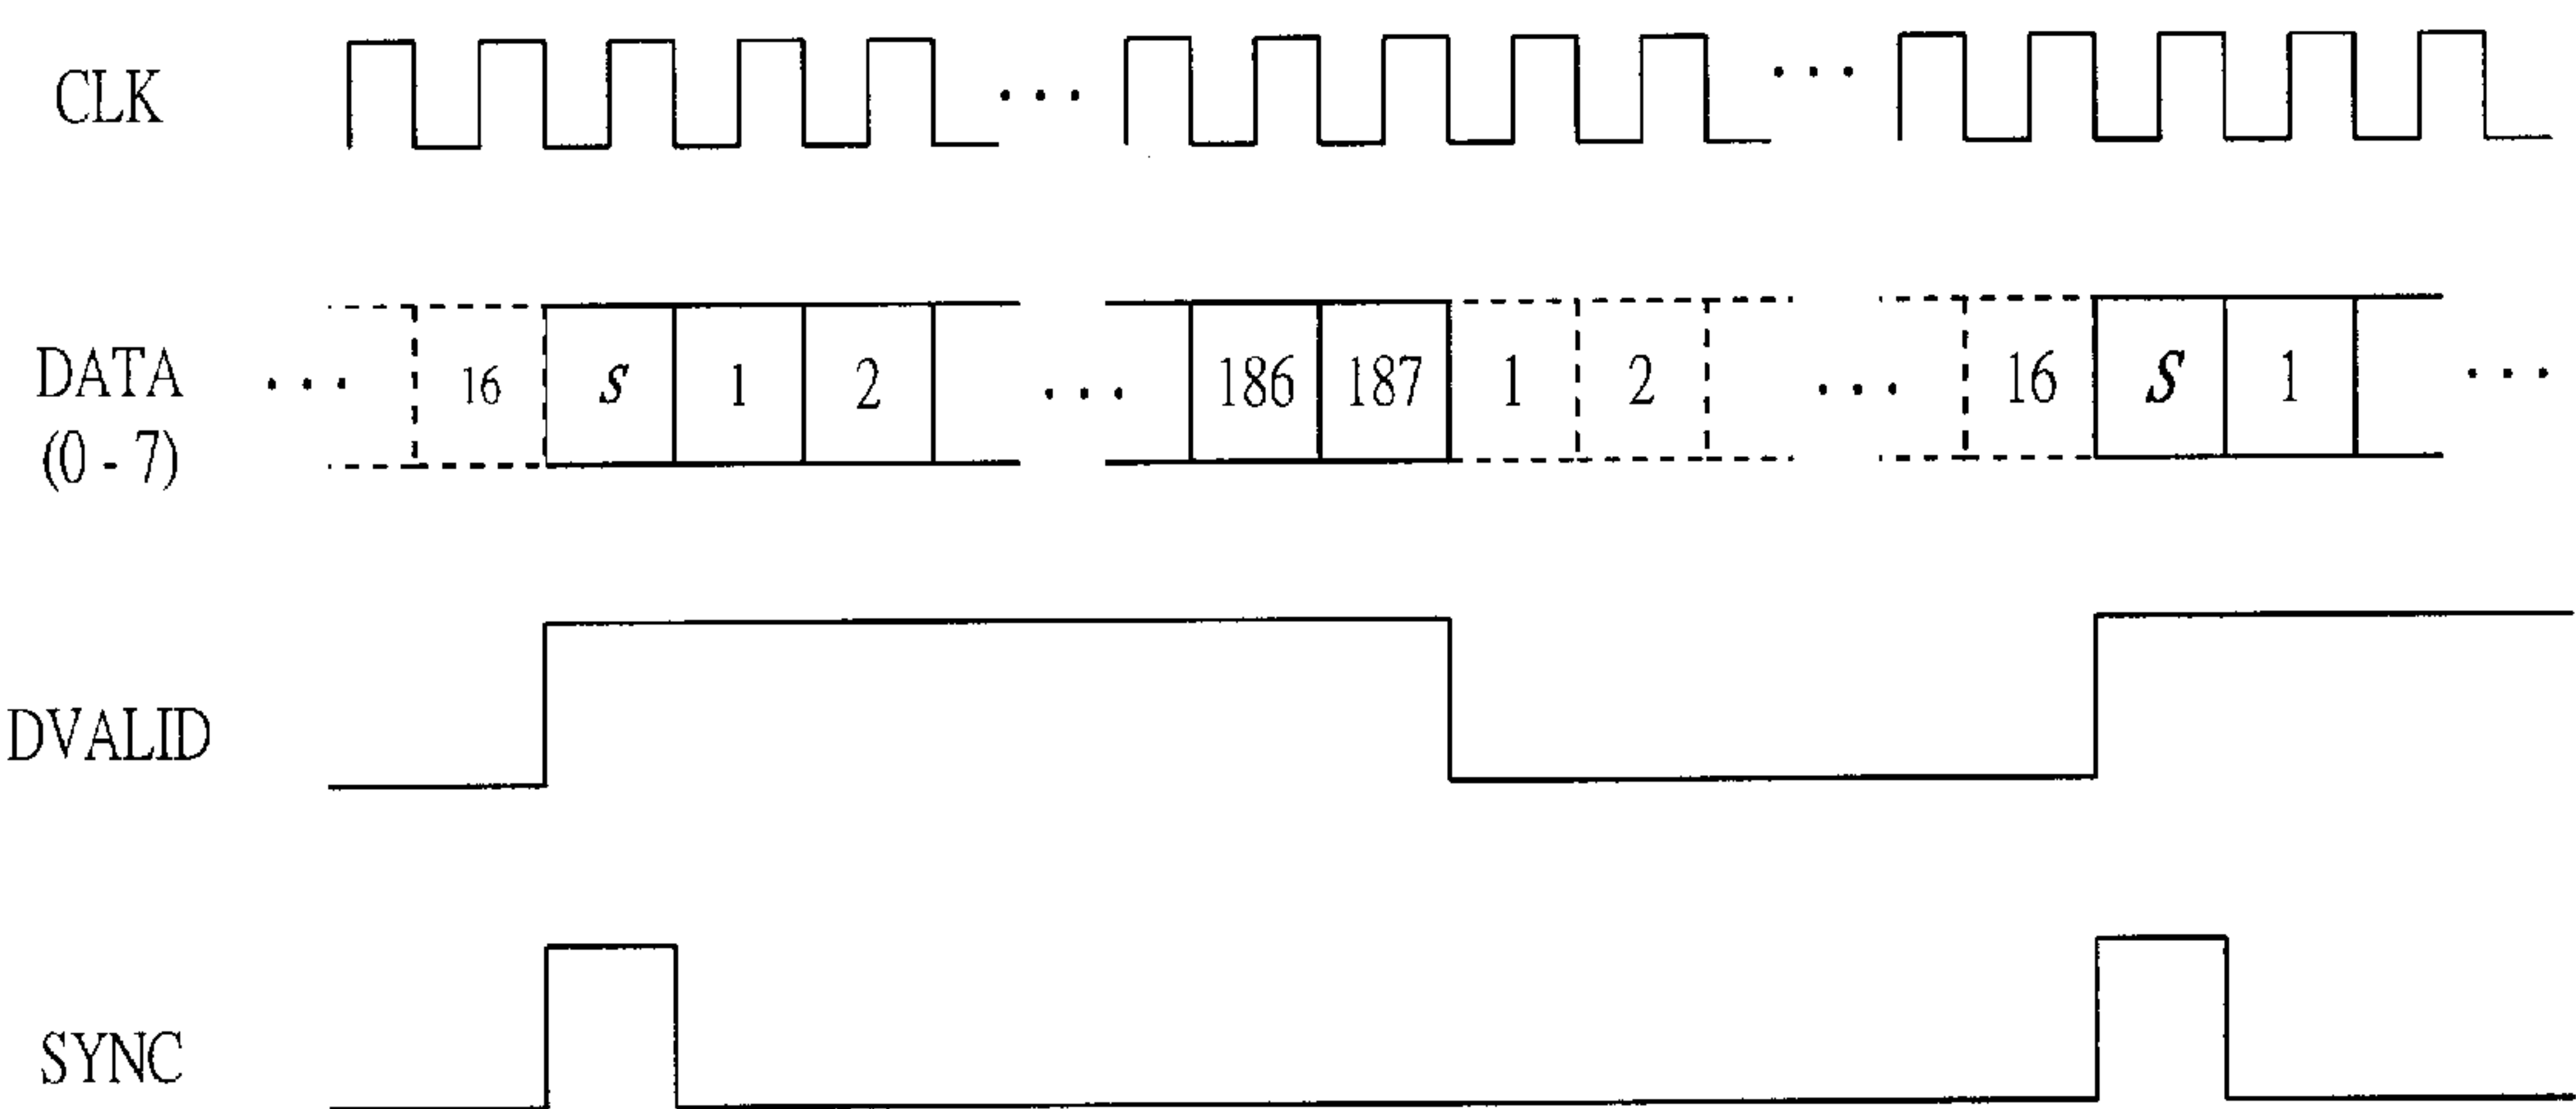 CLK
. . .
. . .
DATA
(0 - 7)
. . .
16
S
1
2
. . .
186
187
1
2
. . .
16
S
1
. . .
DVALID
SYNC